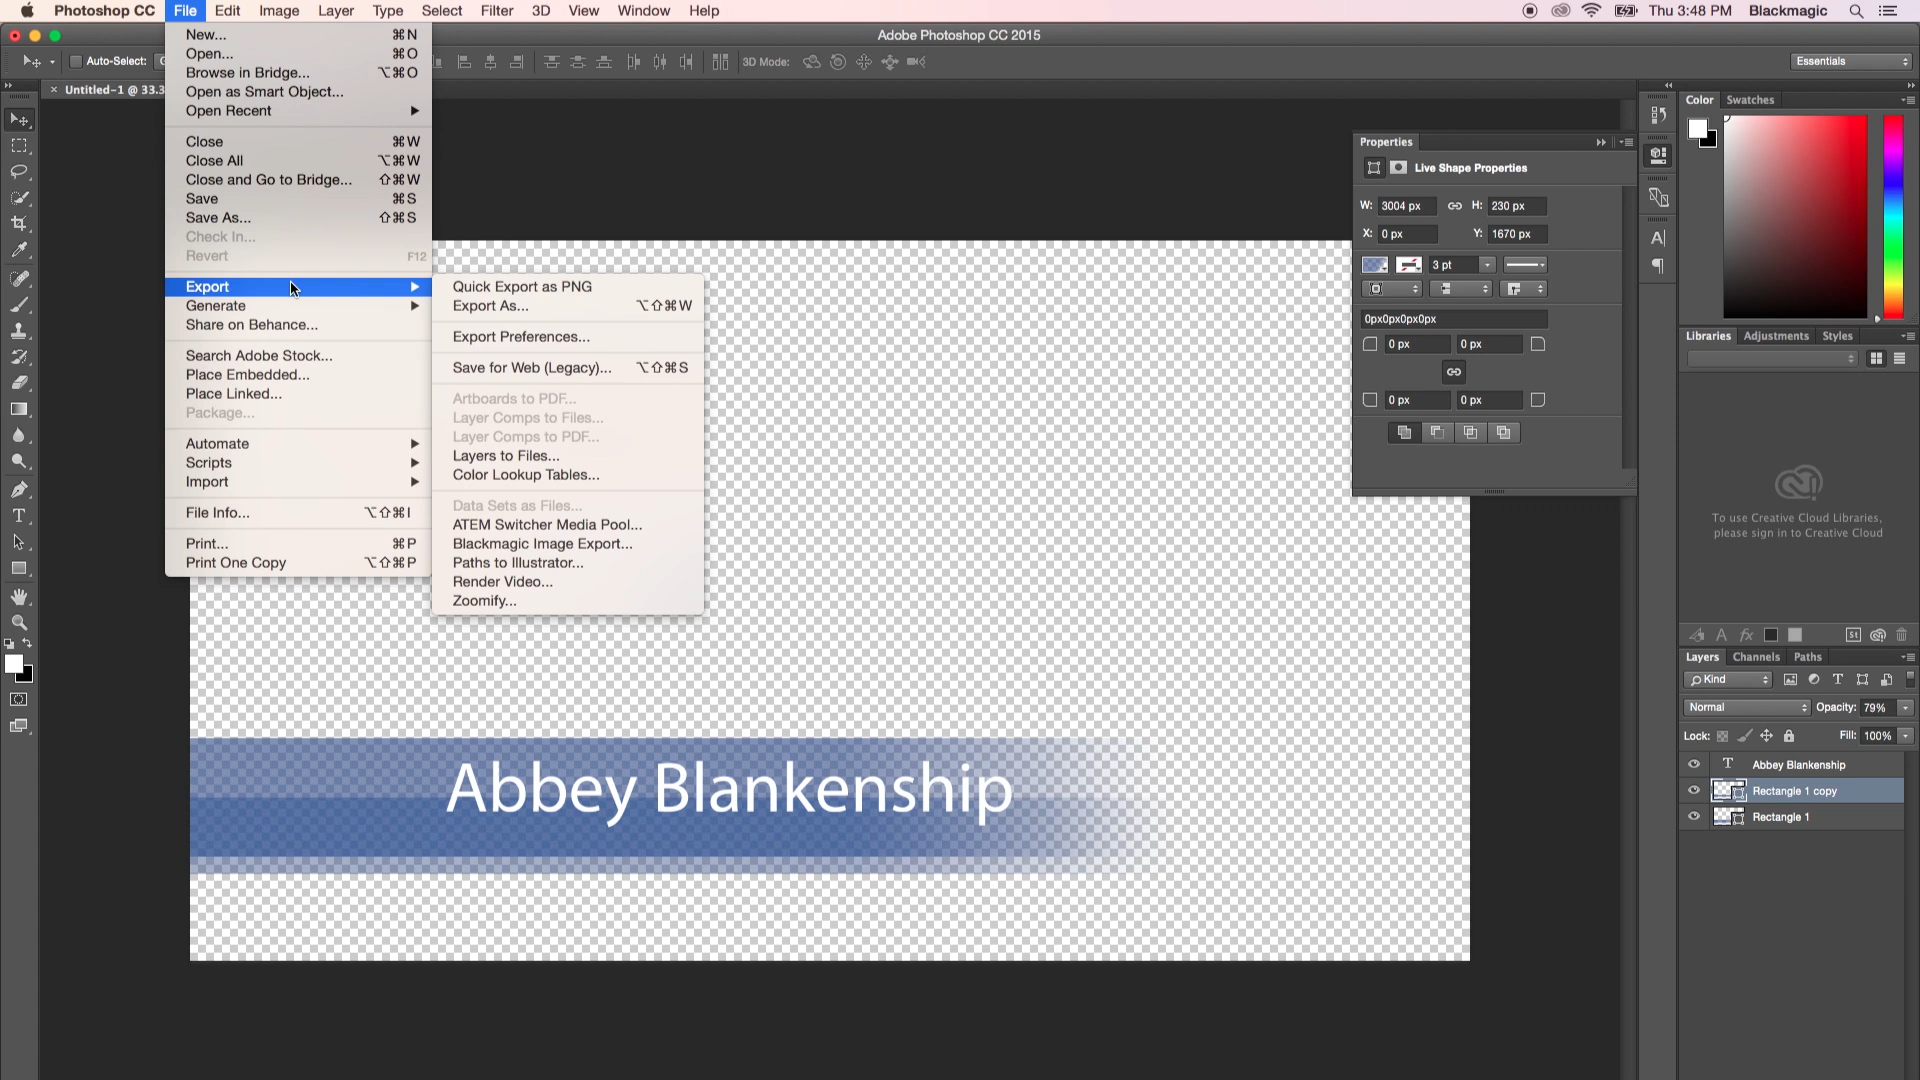 Photoshop CC File Edit Image Layer Type Select Filter 3D View Window Help Thu 3:48 PM Blackmagic
Adobe Photoshop CC 2015
Auto-Select: 3D Mode: Essentials
× Untitled-1 @ 33.3
New... ⌘N
Open... ⌘O
Browse in Bridge... ⌥⌘O
Open as Smart Object...
Open Recent
Close ⌘W
Close All ⌥⌘W
Close and Go to Bridge... ⇧⌘W
Save ⌘S
Save As... ⇧⌘S
Check In...
Revert F12
Export
Generate
Share on Behance...
Search Adobe Stock...
Place Embedded...
Place Linked...
Package...
Automate
Scripts
Import
File Info... ⌥⇧⌘I
Print... ⌘P
Print One Copy ⌥⇧⌘P
Quick Export as PNG
Export As... ⌥⇧⌘W
Export Preferences...
Save for Web (Legacy)... ⌥⇧⌘S
Artboards to PDF...
Layer Comps to Files...
Layer Comps to PDF...
Layers to Files...
Color Lookup Tables...
Data Sets as Files...
ATEM Switcher Media Pool...
Blackmagic Image Export...
Paths to Illustrator...
Render Video...
Zoomify...
Abbey Blankenship
Properties
Live Shape Properties
W: 3004 px H: 230 px
X: 0 px Y: 1670 px
3 pt
0px0px0px0px
0 px 0 px
0 px 0 px
Color Swatches
Libraries Adjustments Styles
To use Creative Cloud Libraries,
please sign in to Creative Cloud
fx St
Layers Channels Paths
Kind
Normal Opacity: 79%
Lock: Fill: 100%
T Abbey Blankenship
Rectangle 1 copy
Rectangle 1